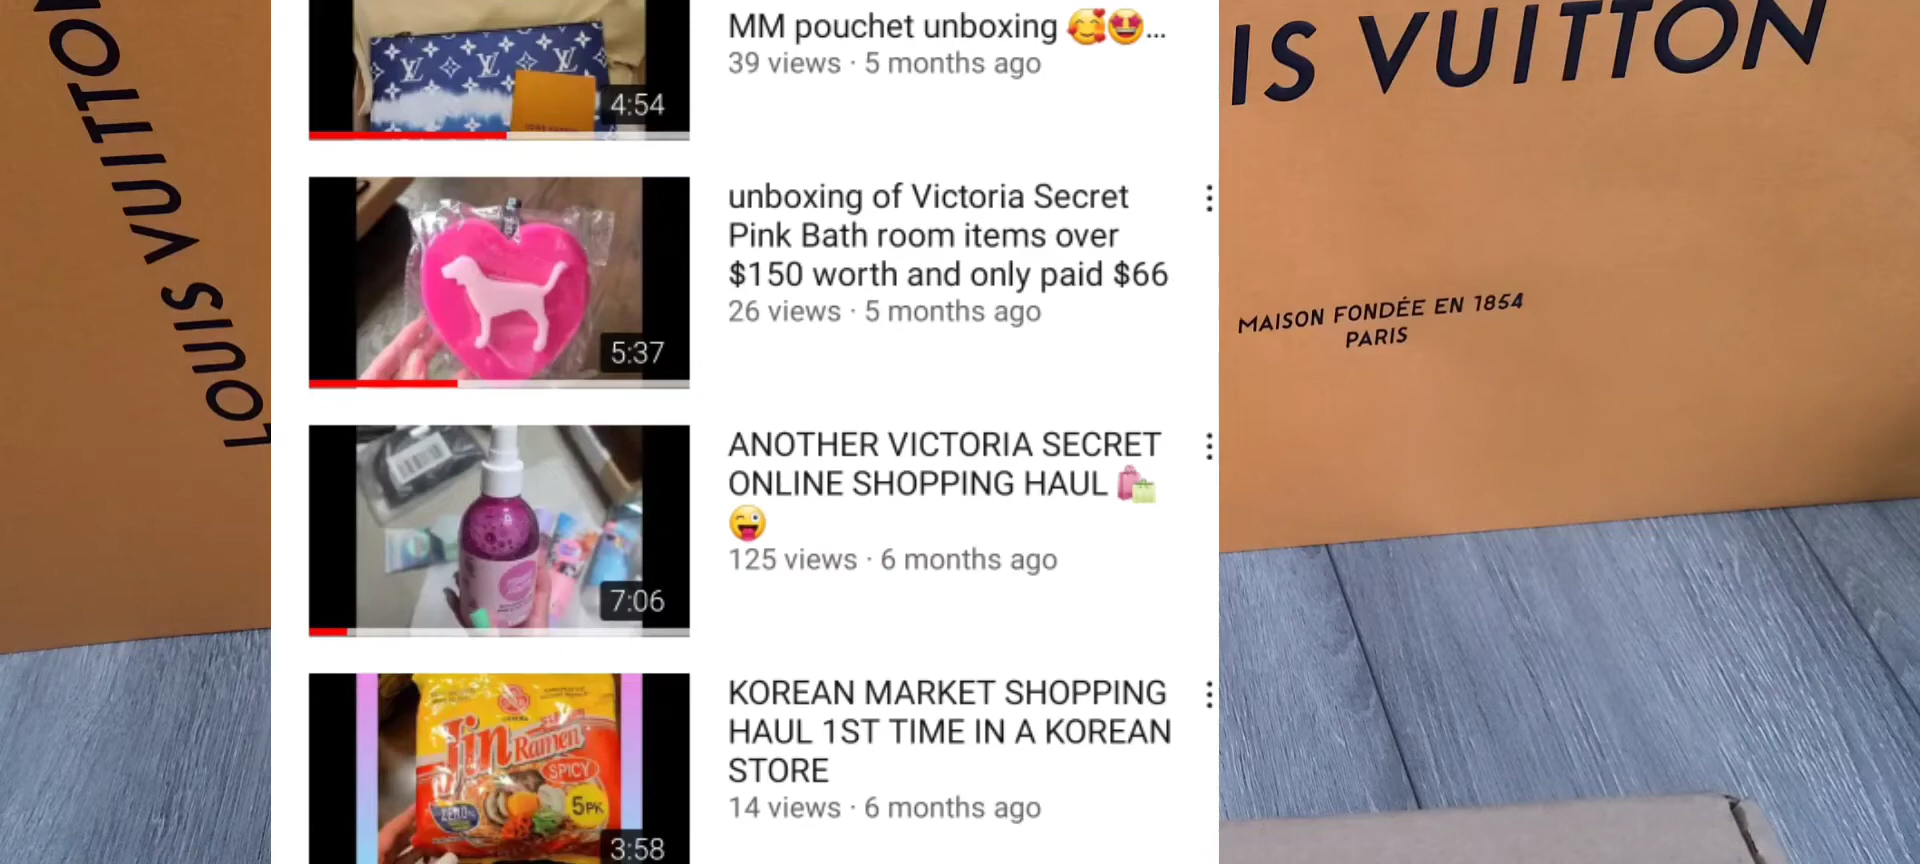 LOUIS VUITTON
MM pouchet unboxing 🥰🤩...
39 views · 5 months ago
4:54
unboxing of Victoria Secret
Pink Bath room items over
$150 worth and only paid $66
26 views · 5 months ago
5:37
ANOTHER VICTORIA SECRET
ONLINE SHOPPING HAUL 🛍️
😜
125 views · 6 months ago
7:06
KOREAN MARKET SHOPPING
HAUL 1ST TIME IN A KOREAN
STORE
14 views · 6 months ago
Jin
Ramen
SPICY
ZERO
5PK
3:58
IS VUITTON
MAISON FONDÉE EN 1854
PARIS